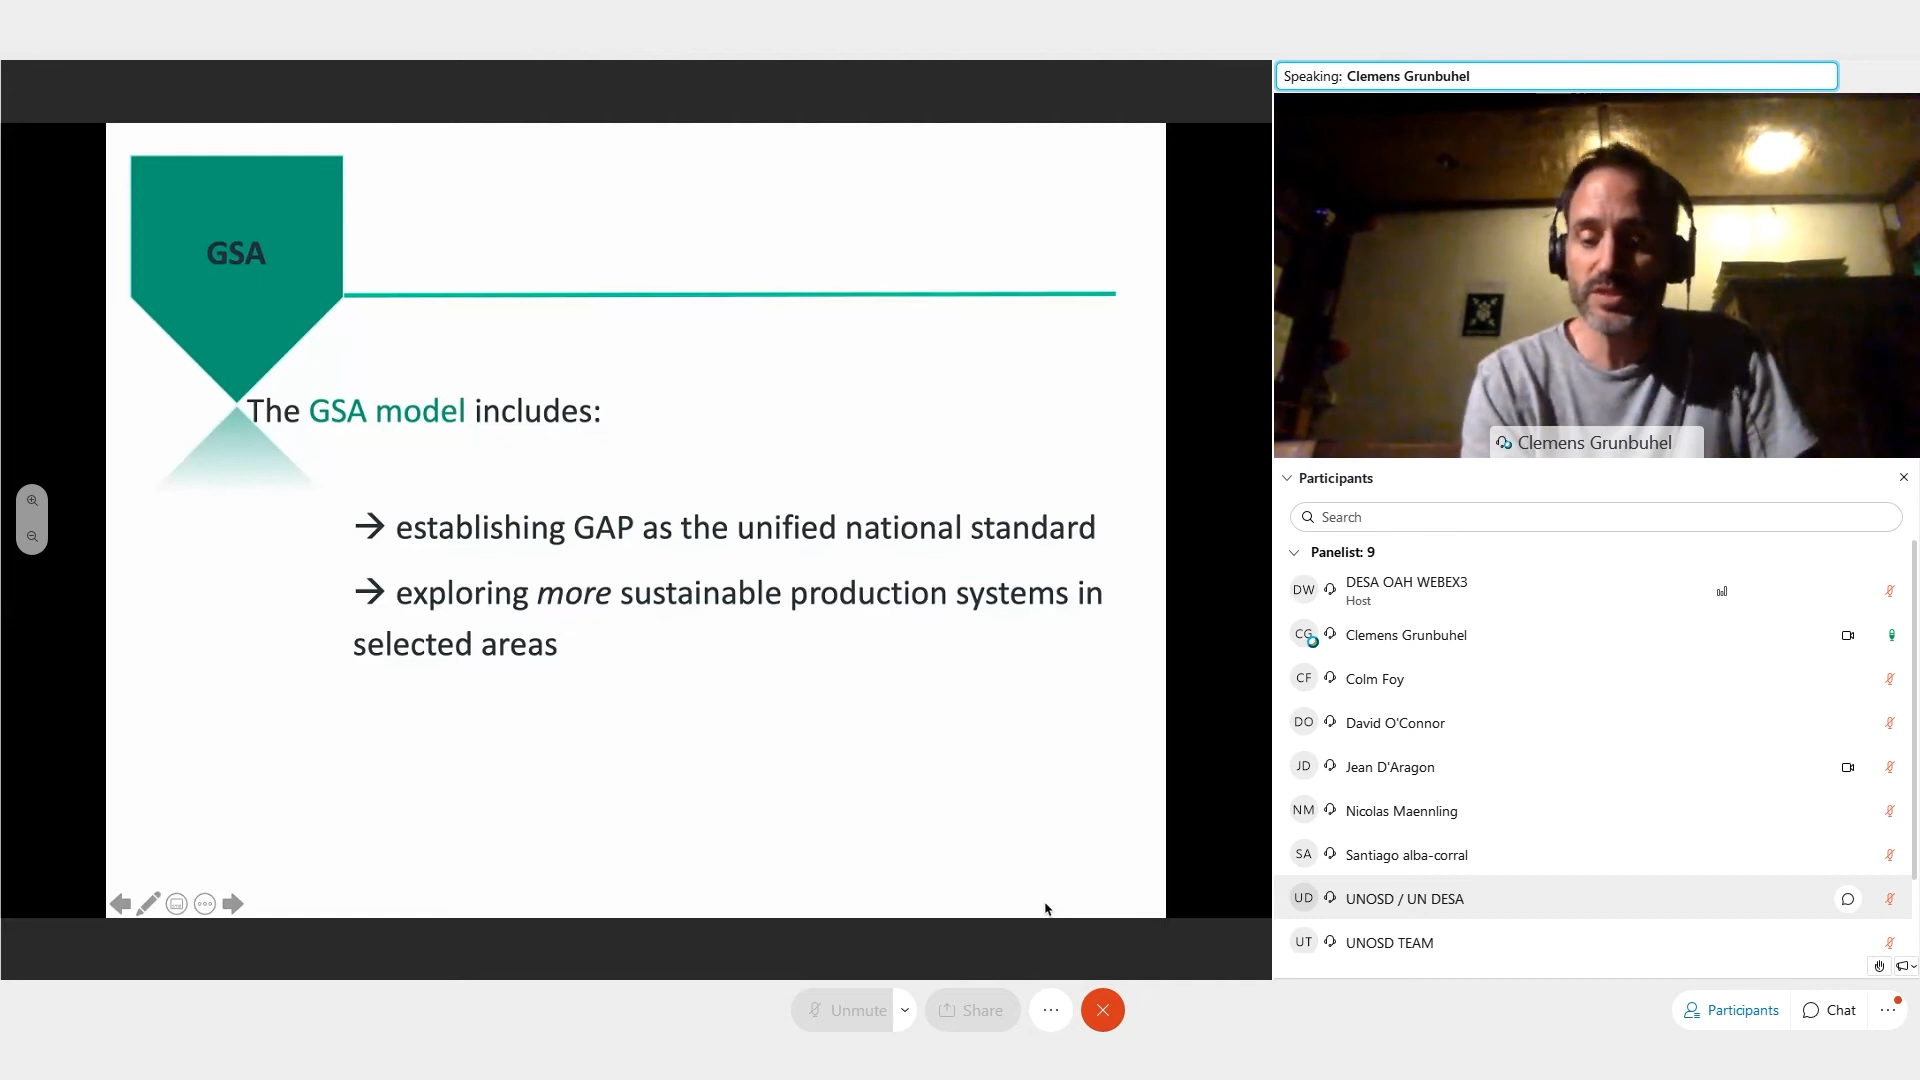 Speaking: Clemens Grunbuhel
GSA
The GSA model includes:
→ establishing GAP as the unified national standard
→ exploring more sustainable production systems in
selected areas
Clemens Grunbuhel
Participants
Search
Panelist: 9
DW DESA OAH WEBEX3
Host
CG Clemens Grunbuhel
CF Colm Foy
DO David O'Connor
JD Jean D'Aragon
NM Nicolas Maennling
SA Santiago alba-corral
UD UNOSD / UN DESA
UT UNOSD TEAM
Unmute
Share
Participants
Chat